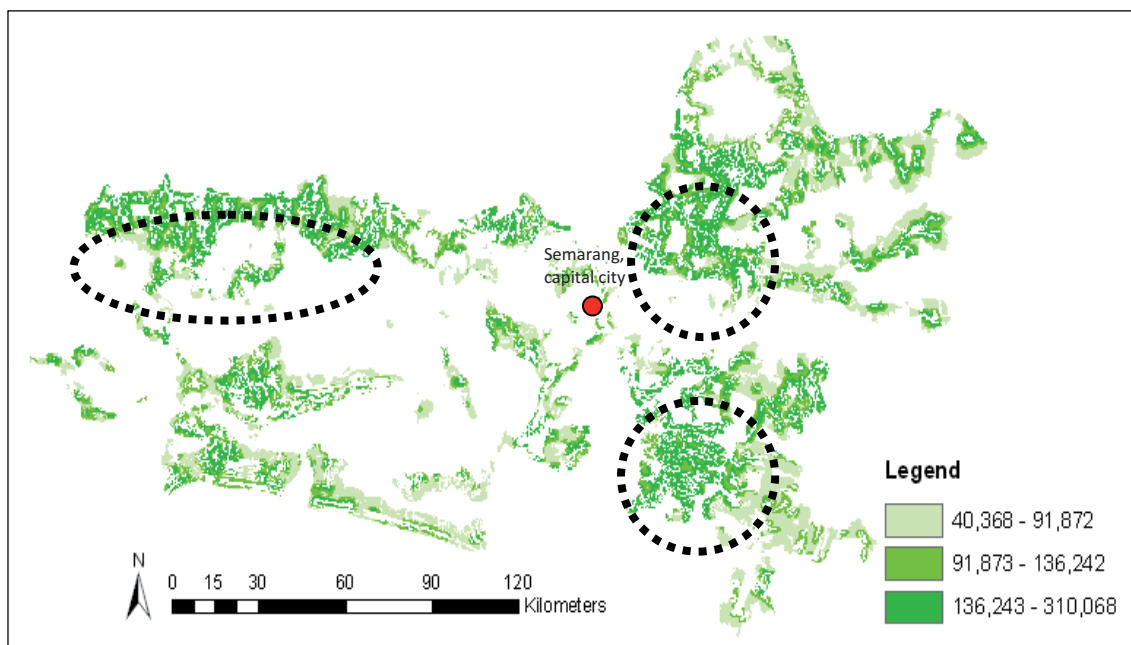 Semarang,
capital city
Legend
40,368 - 91,872
91,873 - 136,242
136,243 - 310,068
N
0 15 30 60 90 120
Kilometers